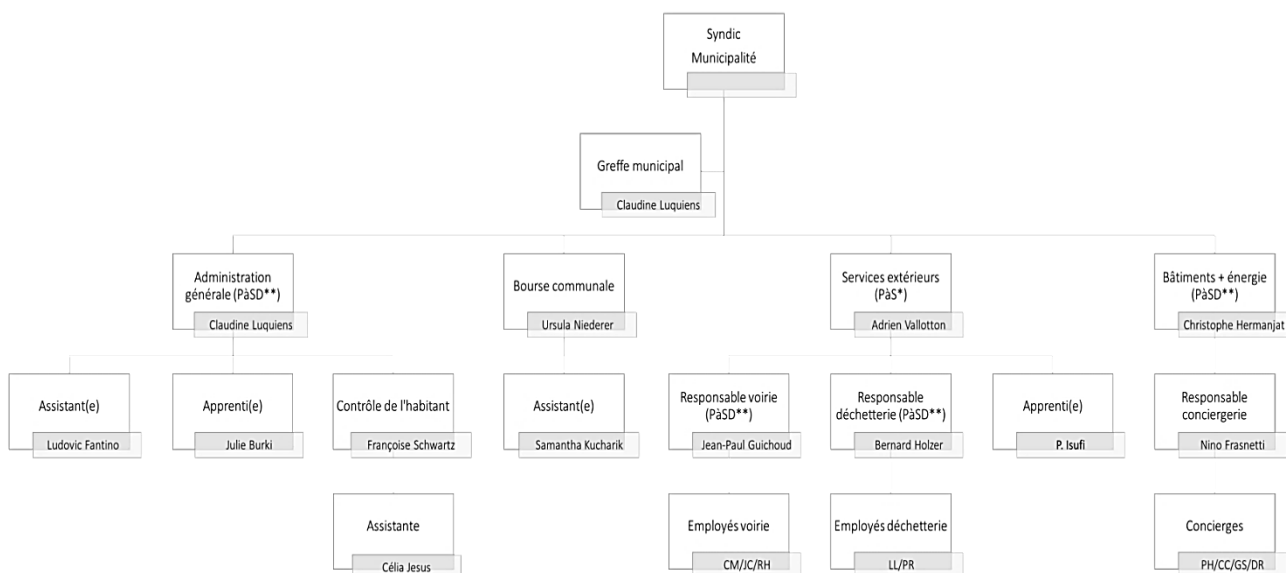 Syndic
Municipalité
Greffe municipal
Claudine Luquiens
Administration
générale (PàSD**)
Claudine Luquiens
Bourse communale
Ursula Niederer
Services extérieurs
(PàS*)
Adrien Vallotton
Bâtiments + énergie
(PàSD**)
Christophe Hermanjat
Assistant(e)
Ludovic Fantino
Apprenti(e)
Julie Burki
Contrôle de l'habitant
Françoise Schwartz
Assistant(e)
Samantha Kucharik
Responsable voirie
(PàSD**)
Jean-Paul Guichoud
Responsable
déchetterie (PàSD**)
Bernard Holzer
Apprenti(e)
P. Isufi
Responsable
conciergerie
Nino Frasnetti
Assistante
Célia Jesus
Employés voirie
CM/JC/RH
Employés déchetterie
LL/PR
Concierges
PH/CC/GS/DR